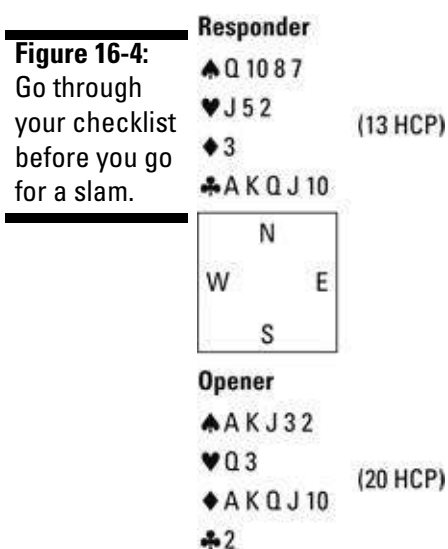 Figure 16-4:
Go through
your checklist
before you go
for a slam.
Responder
♠ Q 10 8 7
♥ J 5 2
(13 HCP)
♦ 3
♣ A K Q J 10
N
W E
S
Opener
♠ A K J 3 2
♥ Q 3
(20 HCP)
♦ A K Q J 10
♣ 2